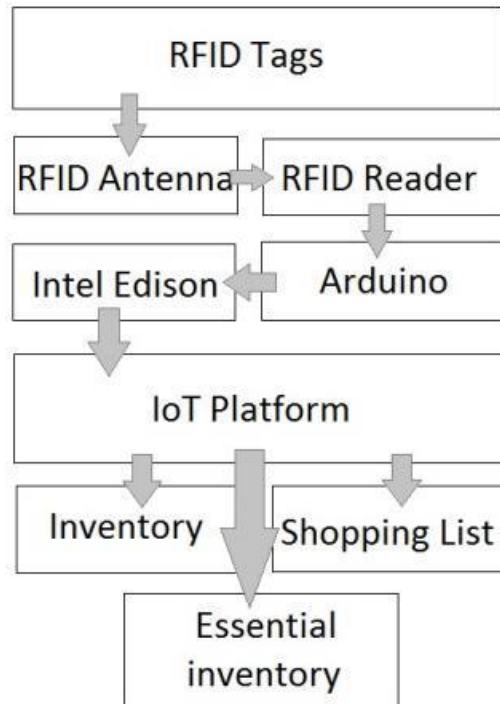 RFID Tags
RFID Antenna
RFID Reader
Intel Edison
Arduino
IoT Platform
Inventory
Shopping List
Essential
inventory